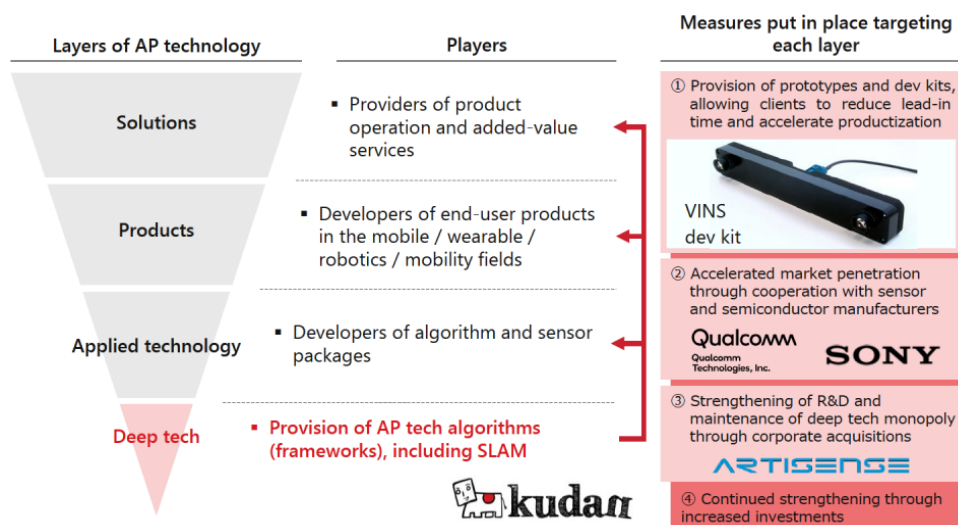 Layers of AP technology
Players
Measures put in place targeting
each layer
Solutions
▪ Providers of product
operation and added-value
services
① Provision of prototypes and dev kits,
allowing clients to reduce lead-in
time and accelerate productization
VINS
dev kit
Products
▪ Developers of end-user products
in the mobile / wearable /
robotics / mobility fields
② Accelerated market penetration
through cooperation with sensor
and semiconductor manufacturers
Qualcomm
Qualcomm
Technologies, Inc.
SONY
Applied technology
▪ Developers of algorithm and sensor
packages
③ Strengthening of R&D and
maintenance of deep tech monopoly
through corporate acquisitions
ARTISENSE
Deep tech
▪ Provision of AP tech algorithms
(frameworks), including SLAM
kudan
④ Continued strengthening through
increased investments